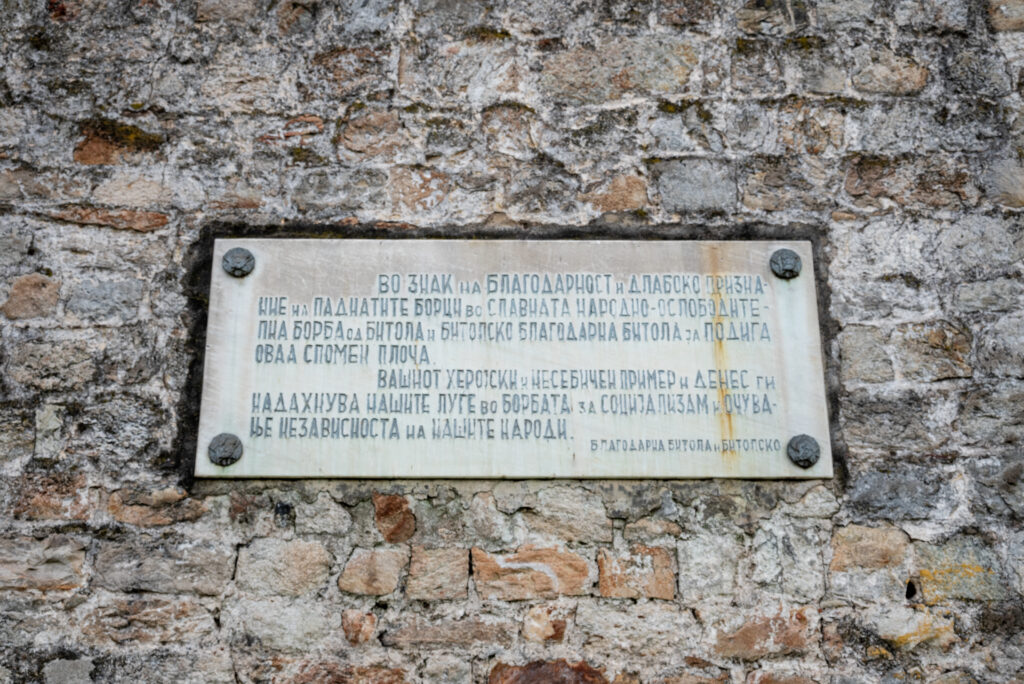 ВО ЗНАК НА БЛАГОДАРНОСТ И ДЛАБОКО ПРИЗНА-
НИЕ НА ПАДНАТИТЕ БОРЦИ ВО СЛАВНАТА НАРОДНО-ОСЛОБОДИТЕ-
ЛНА БОРБА ОД БИТОЛА И БИТОЛСКО БЛАГОДАРНА БИТОЛА ЈА ПОДИГА
ОВАА СПОМЕН ПЛОЧА.
ВАШИОТ ХЕРОЈСКИ И НЕСЕБИЧЕН ПРИМЕР И ДЕНЕС ГИ
НАДАХНУВА НАШИТЕ ЛУЃЕ ВО БОРБАТА ЗА СОЦИЈАЛИЗАМ И ОЧУВУ-
ЊЕ НЕЗАВИСНОСТА НА НАШИТЕ НАРОДИ.
БЛАГОДАРНА БИТОЛА И БИТОЛСКО